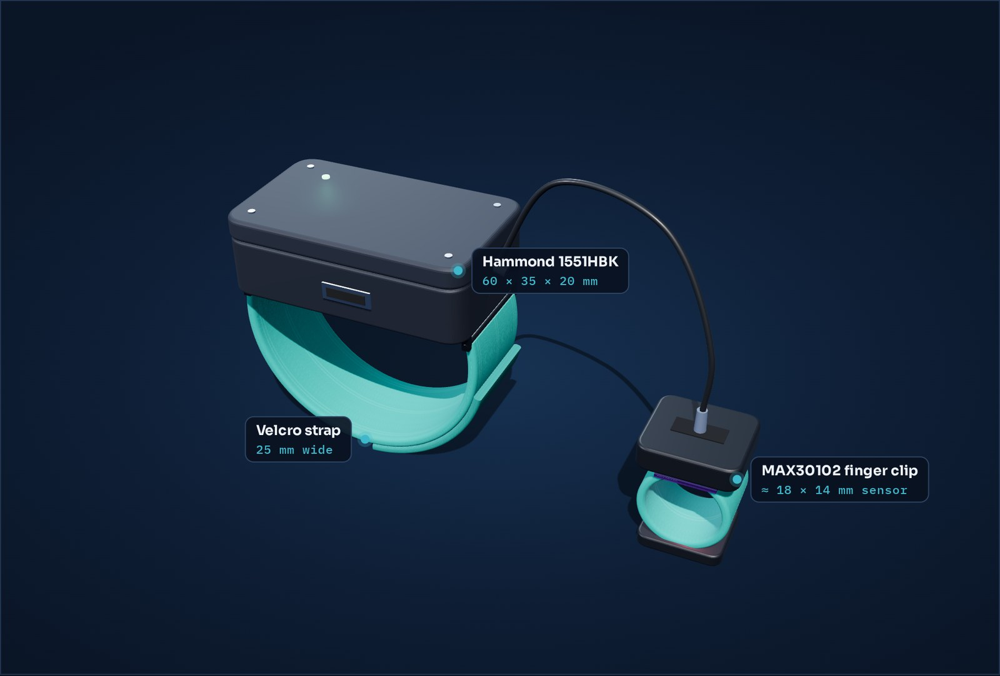 Hammond 1551HBK
60 × 35 × 20 mm
Velcro strap
25 mm wide
MAX30102 finger clip
≈ 18 × 14 mm sensor